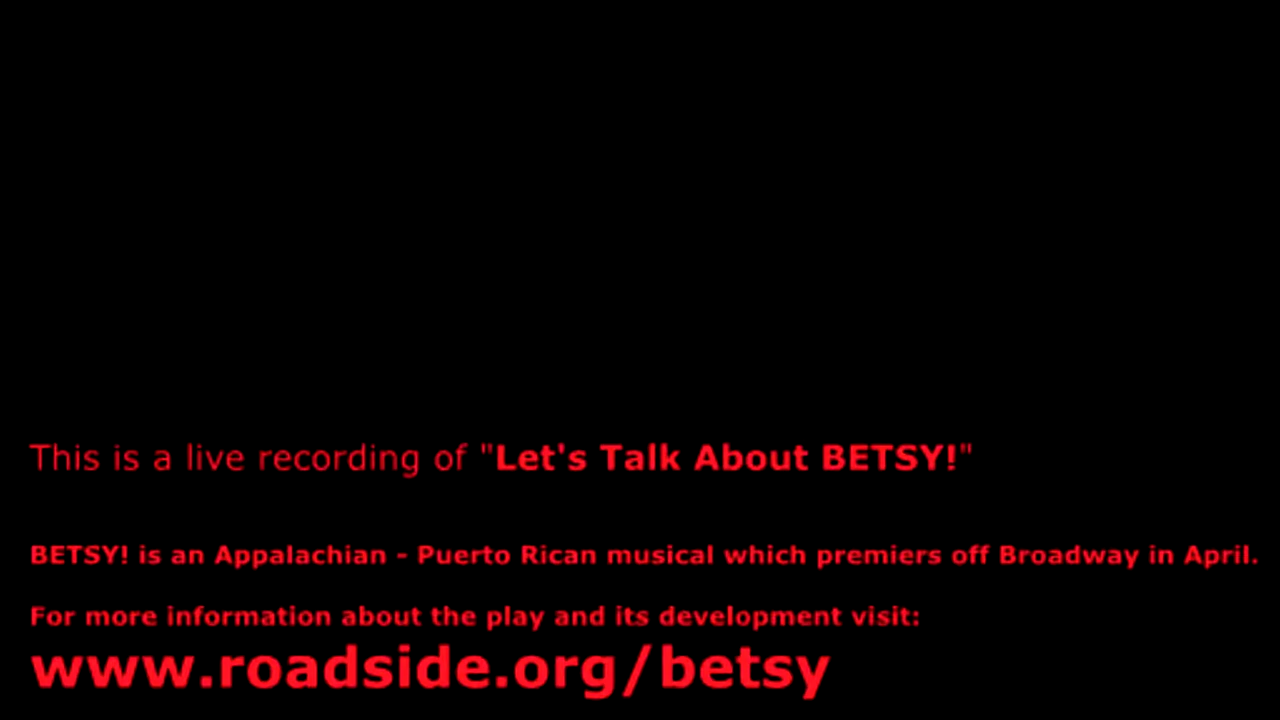 This is a live recording of "Let's Talk About BETSY!"
BETSY! is an Appalachian - Puerto Rican musical which premiers off Broadway in April.
For more information about the play and its development visit:
www.roadside.org/betsy